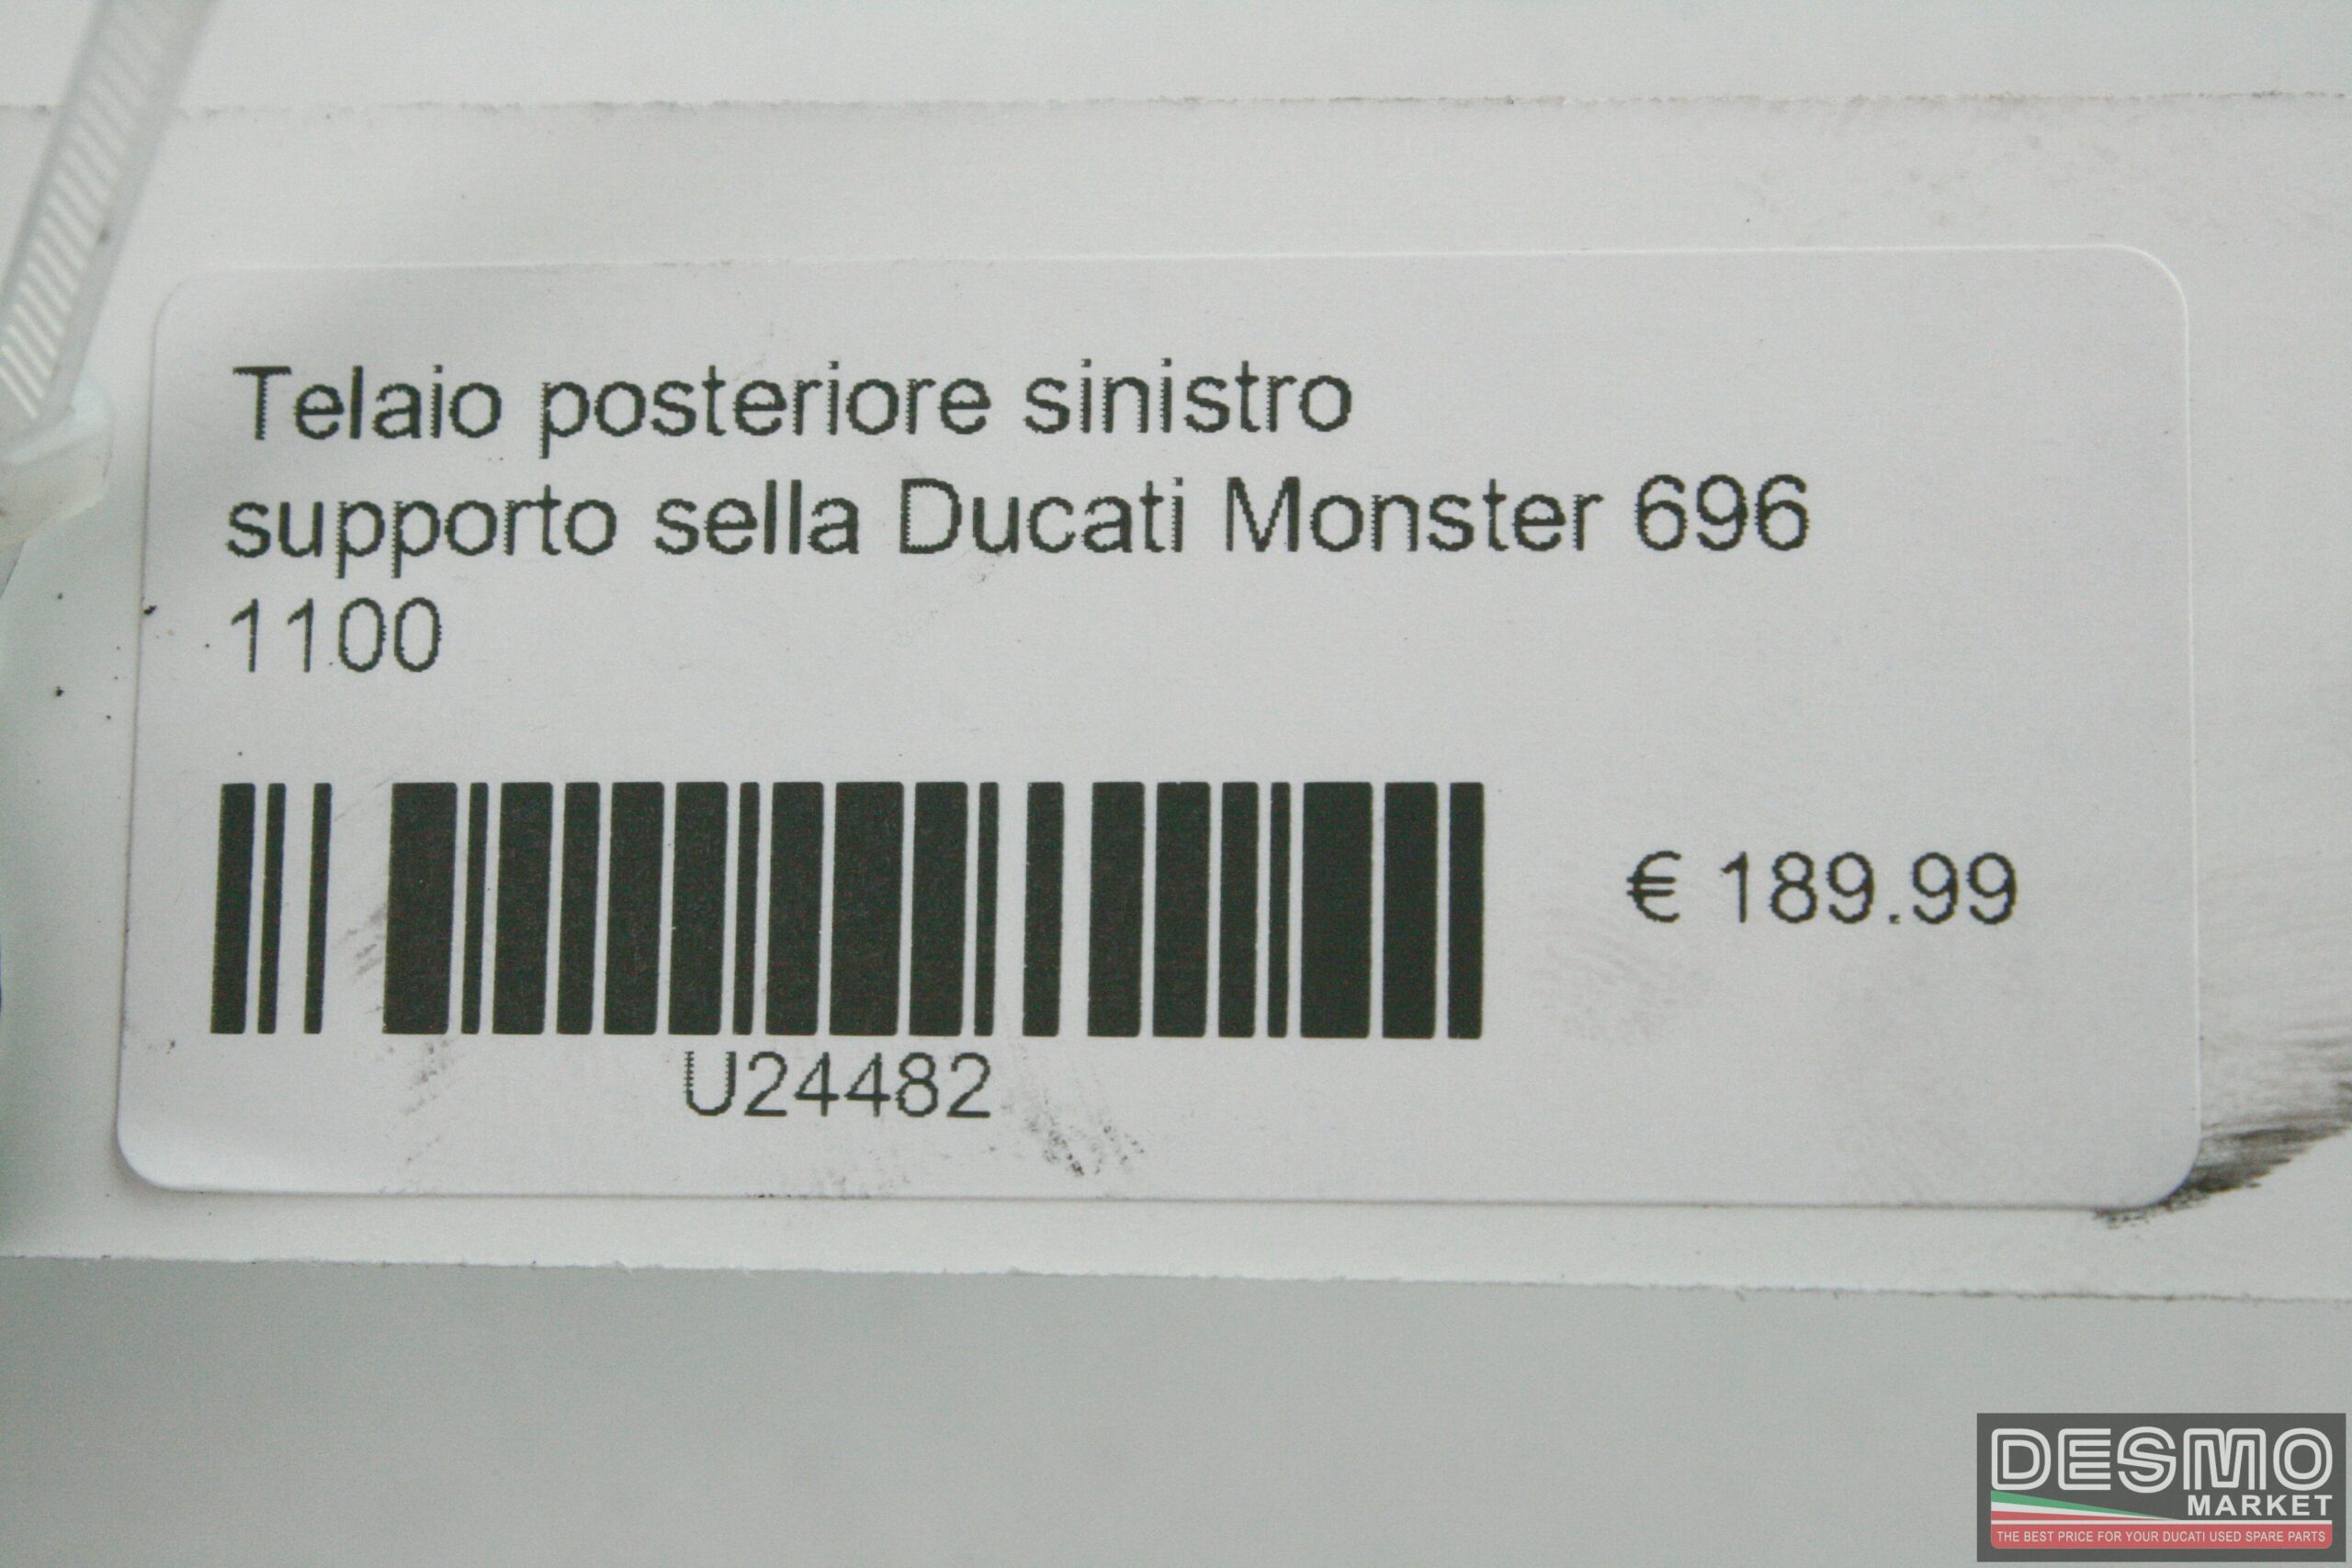 Telaio posteriore sinistro
supporto sella Ducati Monster 696
1100
€ 189.99
U24482
DESMO
MARKET
THE BEST PRICE FOR YOUR DUCATI USED SPARE PARTS